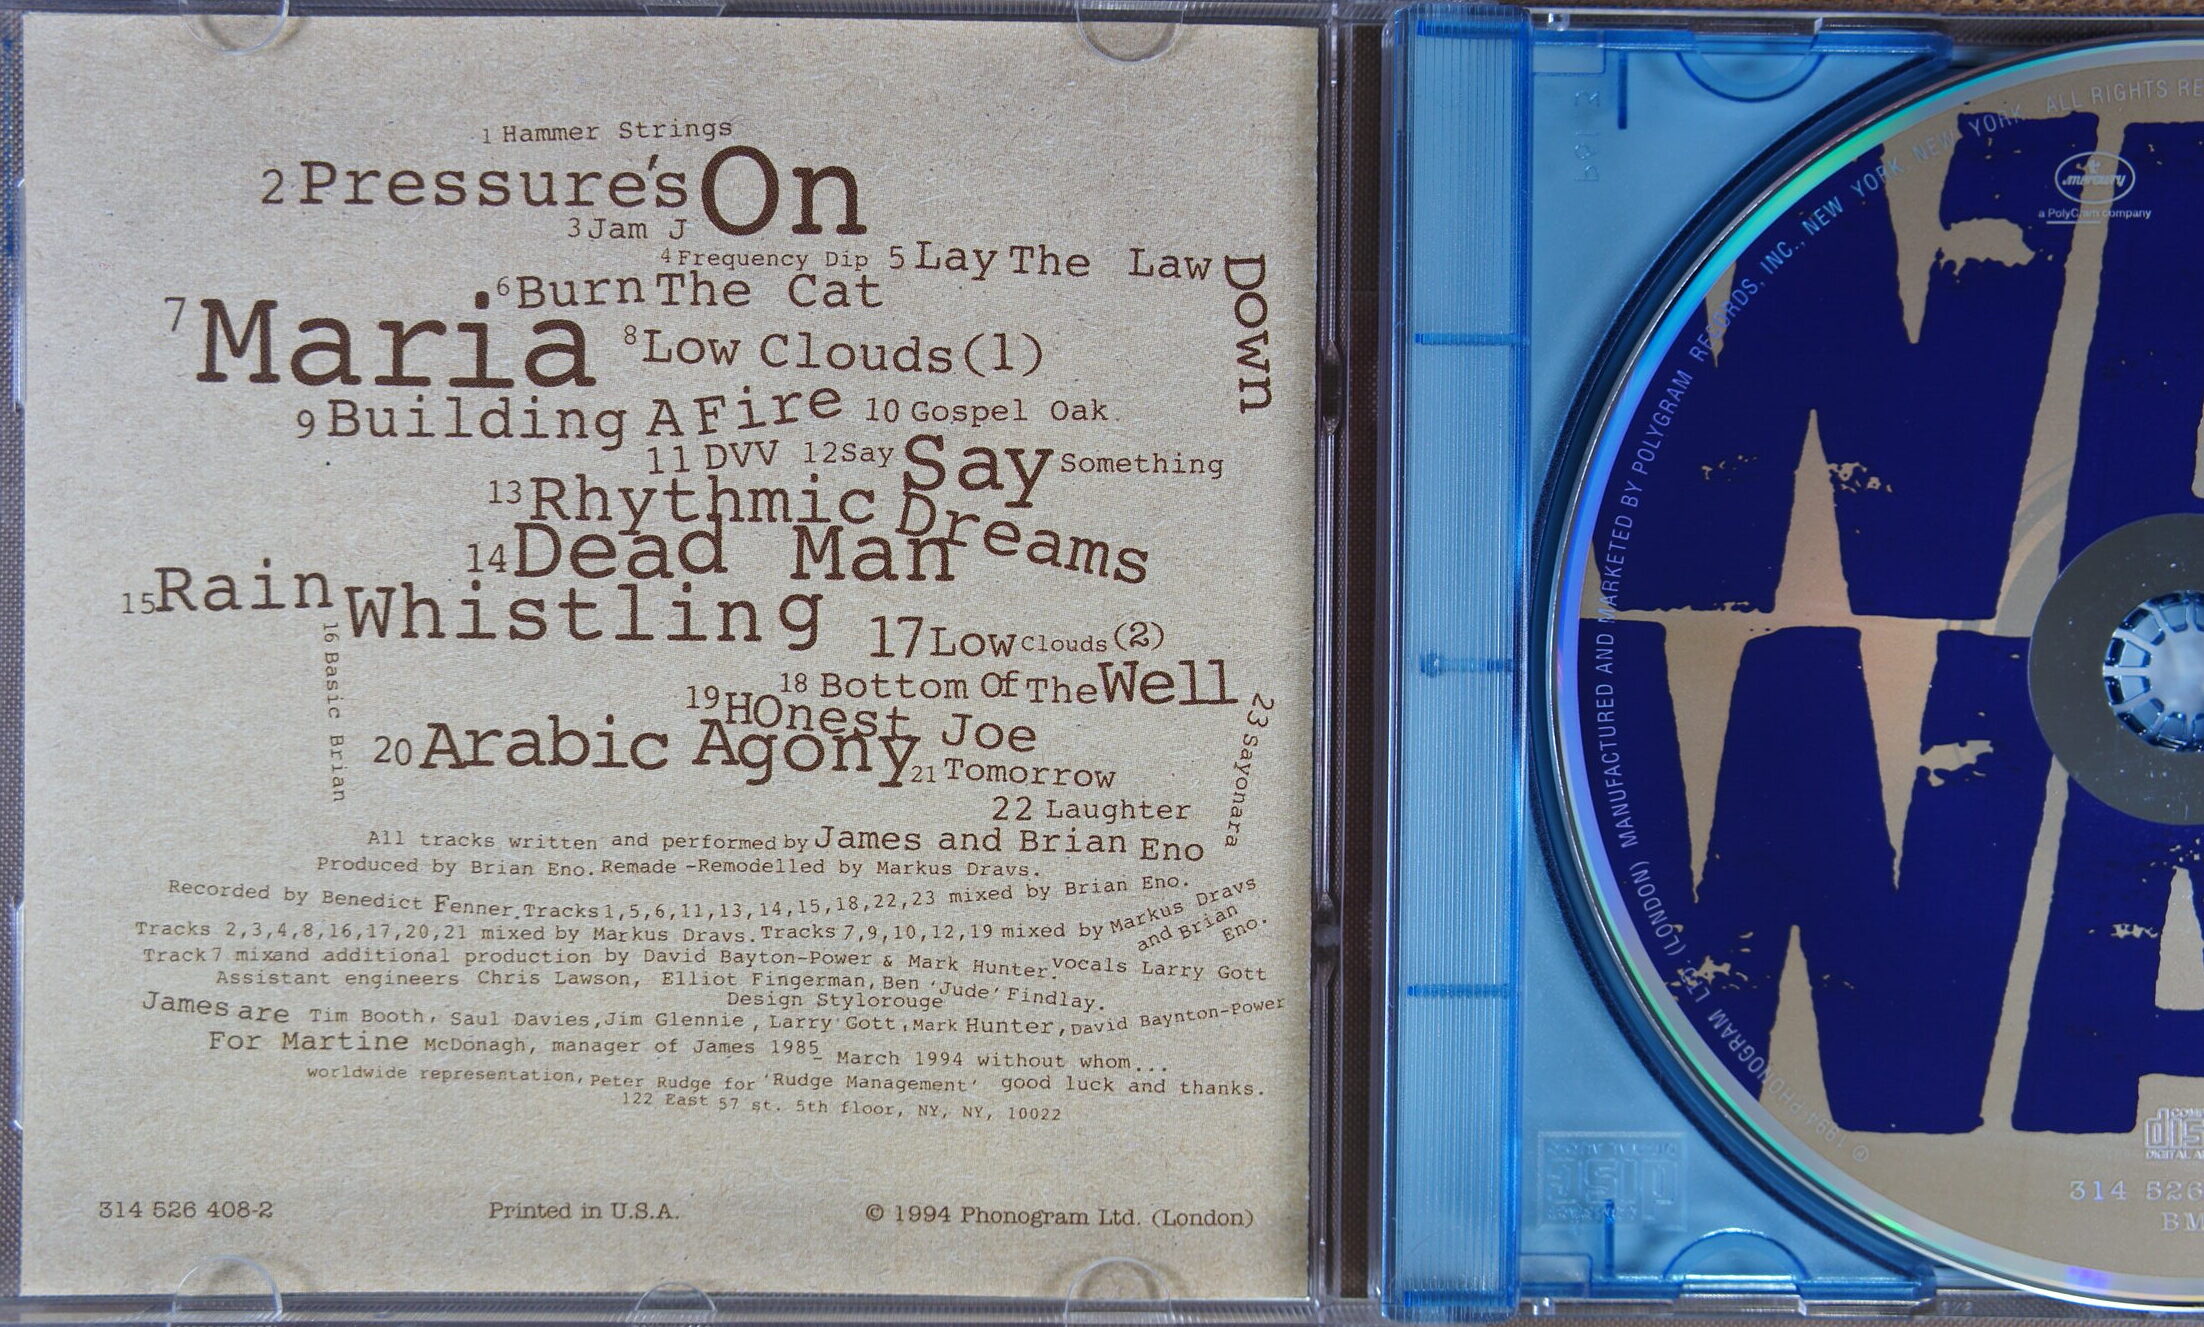 1 Hammer Strings
2 Pressure's On
3 Jam J
4 Frequency Dip
5 Lay The Law Down
6 Burn The Cat
7 Maria
8 Low Clouds (1)
9 Building A Fire
10 Gospel Oak
11 DVV
12 Say Say Something
13 Rhythmic Dreams
14 Dead Man
15 Rain Whistling
16 Basic Brian
17 Low Clouds (2)
18 Bottom Of The Well
19 HOnest Joe
20 Arabic Agony
21 Tomorrow
22 Laughter
23 Sayonara
All tracks written and performed by James and Brian Eno
Produced by Brian Eno. Remade-Remodelled by Markus Dravs.
Recorded by Benedict Fenner. Tracks 1,5,6,11,13,14,15,18,22,23 mixed by Brian Eno.
Tracks 2,3,4,8,16,17,20,21 mixed by Markus Dravs. Tracks 7,9,10,12,19 mixed by Markus Dravs and Brian Eno.
Track 7 mixand additional production by David Bayton-Power & Mark Hunter. vocals Larry Gott
Assistant engineers Chris Lawson, Elliot Fingerman, Ben 'Jude' Findlay.
Design Stylorouge
James are Tim Booth, Saul Davies, Jim Glennie, Larry Gott, Mark Hunter, David Baynton-Power
For Martine McDonagh, manager of James 1985 - March 1994 without whom...
worldwide representation, Peter Rudge for 'Rudge Management' good luck and thanks.
122 East 57 st. 5th floor, NY, NY, 10022
314 526 408-2
Printed in U.S.A.
© 1994 Phonogram Ltd. (London)
℗ 1994 PHONOGRAM LTD. (LONDON) MANUFACTURED AND MARKETED BY POLYGRAM RECORDS, INC., NEW YORK, NEW YORK. ALL RIGHTS RE
mercury
a PolyGram company
DIGITAL A
314 526
BM